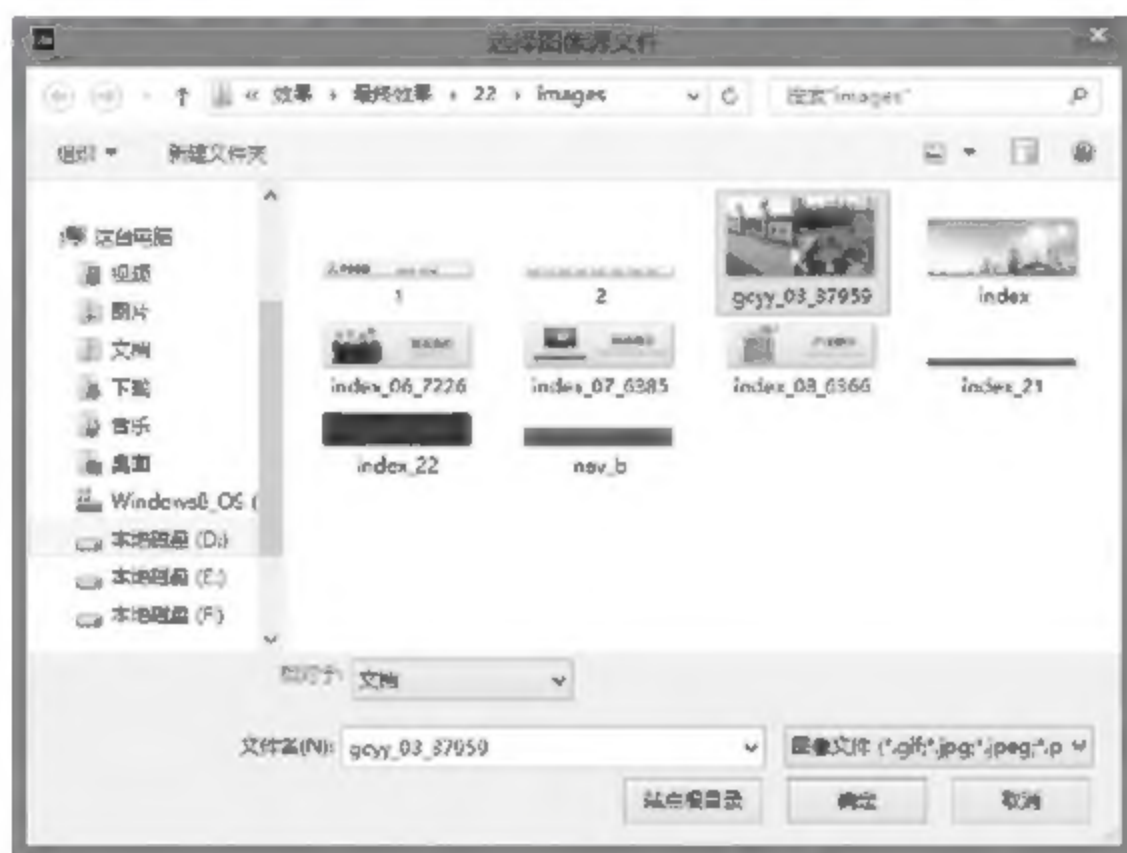 选择图像源文件
« 效果 › 最终效果 › 22 › images
搜索"images"
组织 新建文件夹
这台电脑
视频
图片
文档
下载
音乐
桌面
Windows8_OS (
本地磁盘 (D:)
本地磁盘 (E:)
本地磁盘 (F:)
1 2 gcyy_03_37959 index
index_06_7226 index_07_6385 index_08_6366 index_21
index_22 nav_b
相对于: 文档
文件名(N): gcyy_03_37959 图像文件 (*.gif;*.jpg;*.jpeg;*.p
站点根目录 确定 取消